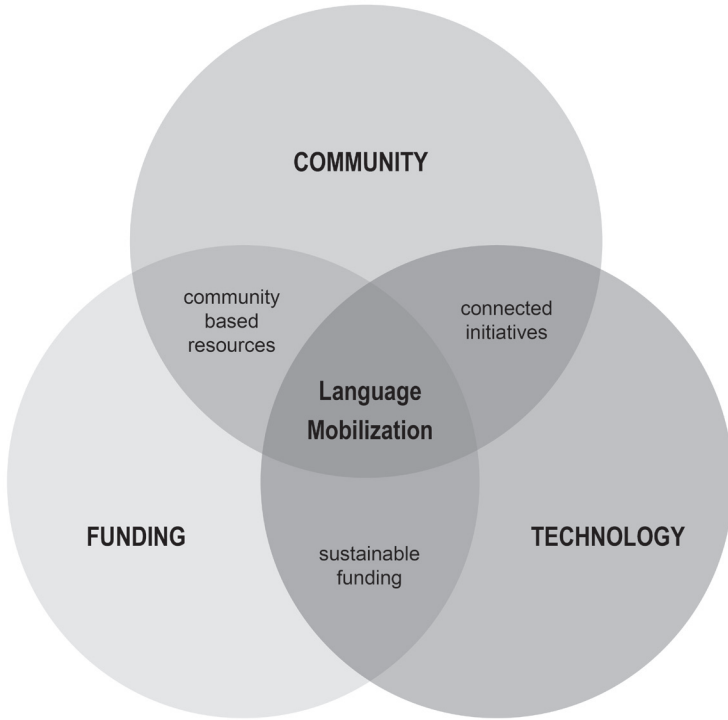 COMMUNITY
community
based
resources
connected
initiatives
Language
Mobilization
FUNDING
TECHNOLOGY
sustainable
funding